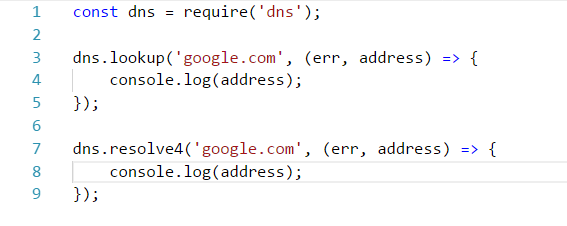 1 const dns = require('dns');
2
3 dns.lookup('google.com', (err, address) => {
4     console.log(address);
5 });
6
7 dns.resolve4('google.com', (err, address) => {
8     console.log(address);
9 });